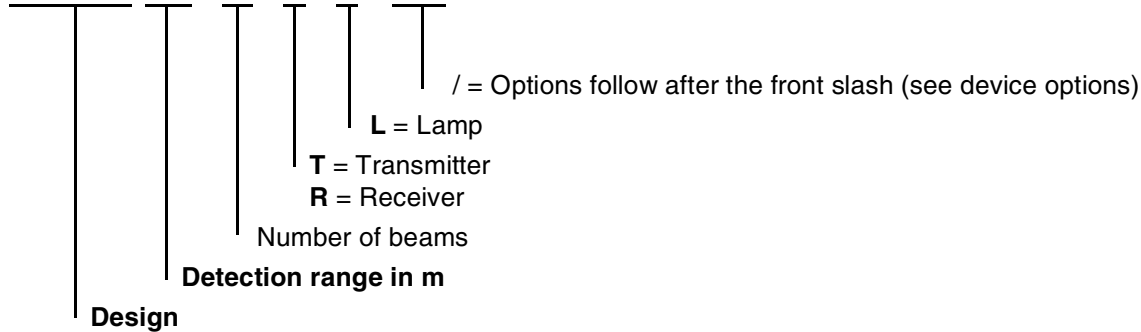 / = Options follow after the front slash (see device options)
L = Lamp
T = Transmitter
R = Receiver
Number of beams
Detection range in m
Design